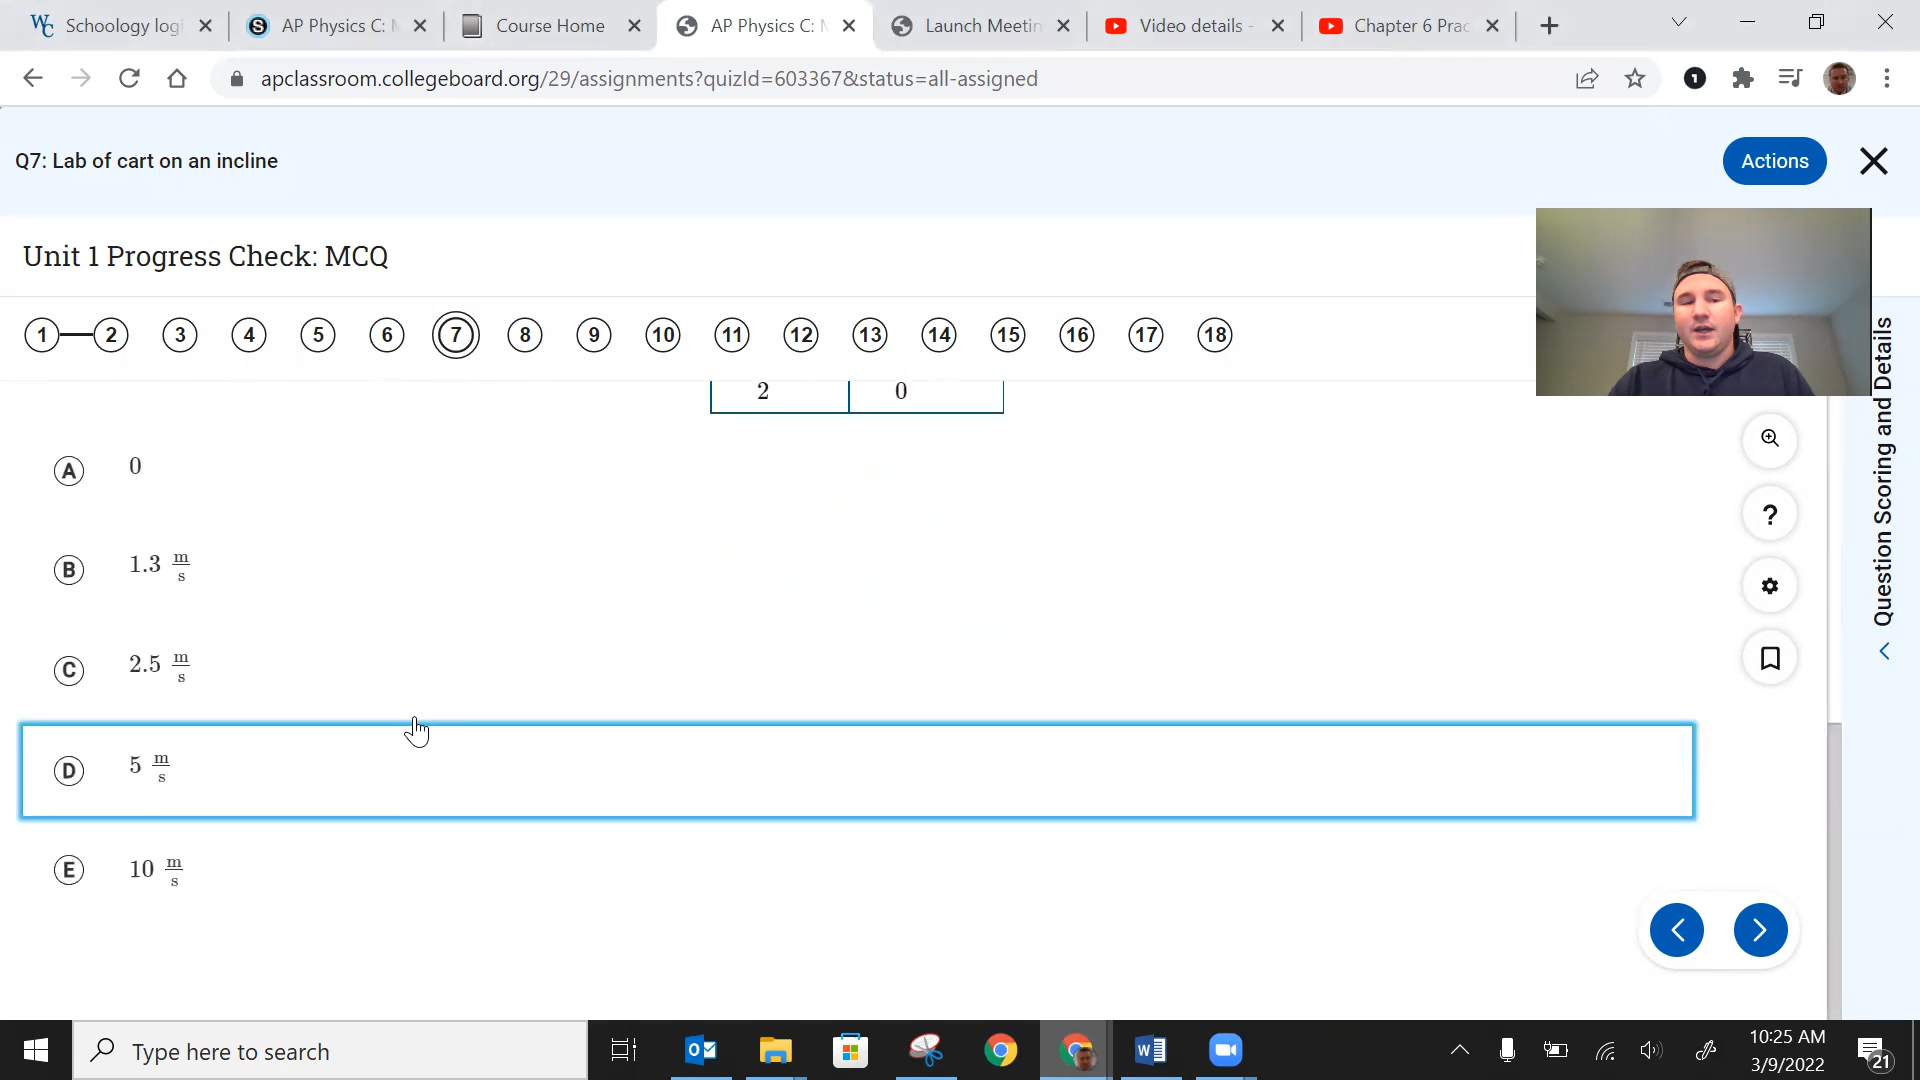 Schoology logi
AP Physics C: M
Course Home
AP Physics C: M
Launch Meetin
Video details -
Chapter 6 Prac
apclassroom.collegeboard.org/29/assignments?quizId=603367&status=all-assigned
Q7: Lab of cart on an incline
Actions
Unit 1 Progress Check: MCQ
1 2 3 4 5 6 7 8 9 10 11 12 13 14 15 16 17 18
2 0
A 0
B 1.3 m/s
C 2.5 m/s
D 5 m/s
E 10 m/s
Question Scoring and Details
Type here to search
10:25 AM
3/9/2022
21